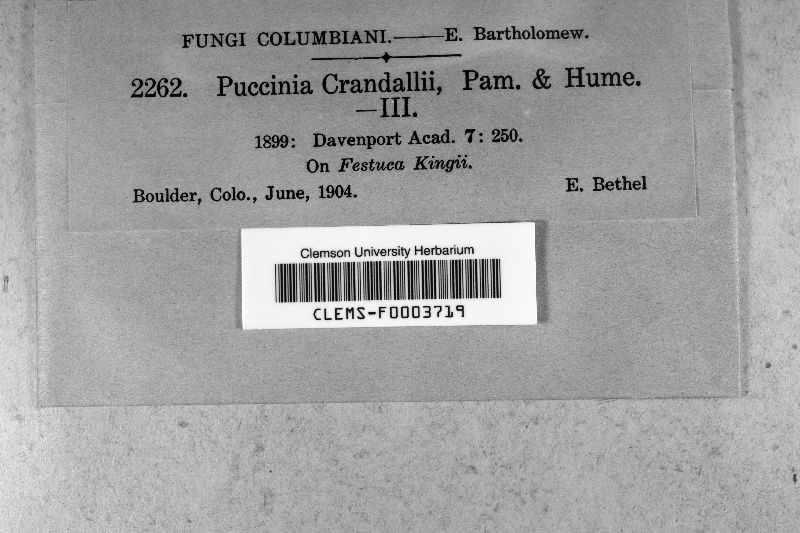 FUNGI COLUMBIANI.——E. Bartholomew.
2262. Puccinia Crandallii, Pam. & Hume.
—III.
1899: Davenport Acad. 7: 250.
On Festuca Kingii.
Boulder, Colo., June, 1904. E. Bethel
Clemson University Herbarium
CLEMS-F0003719